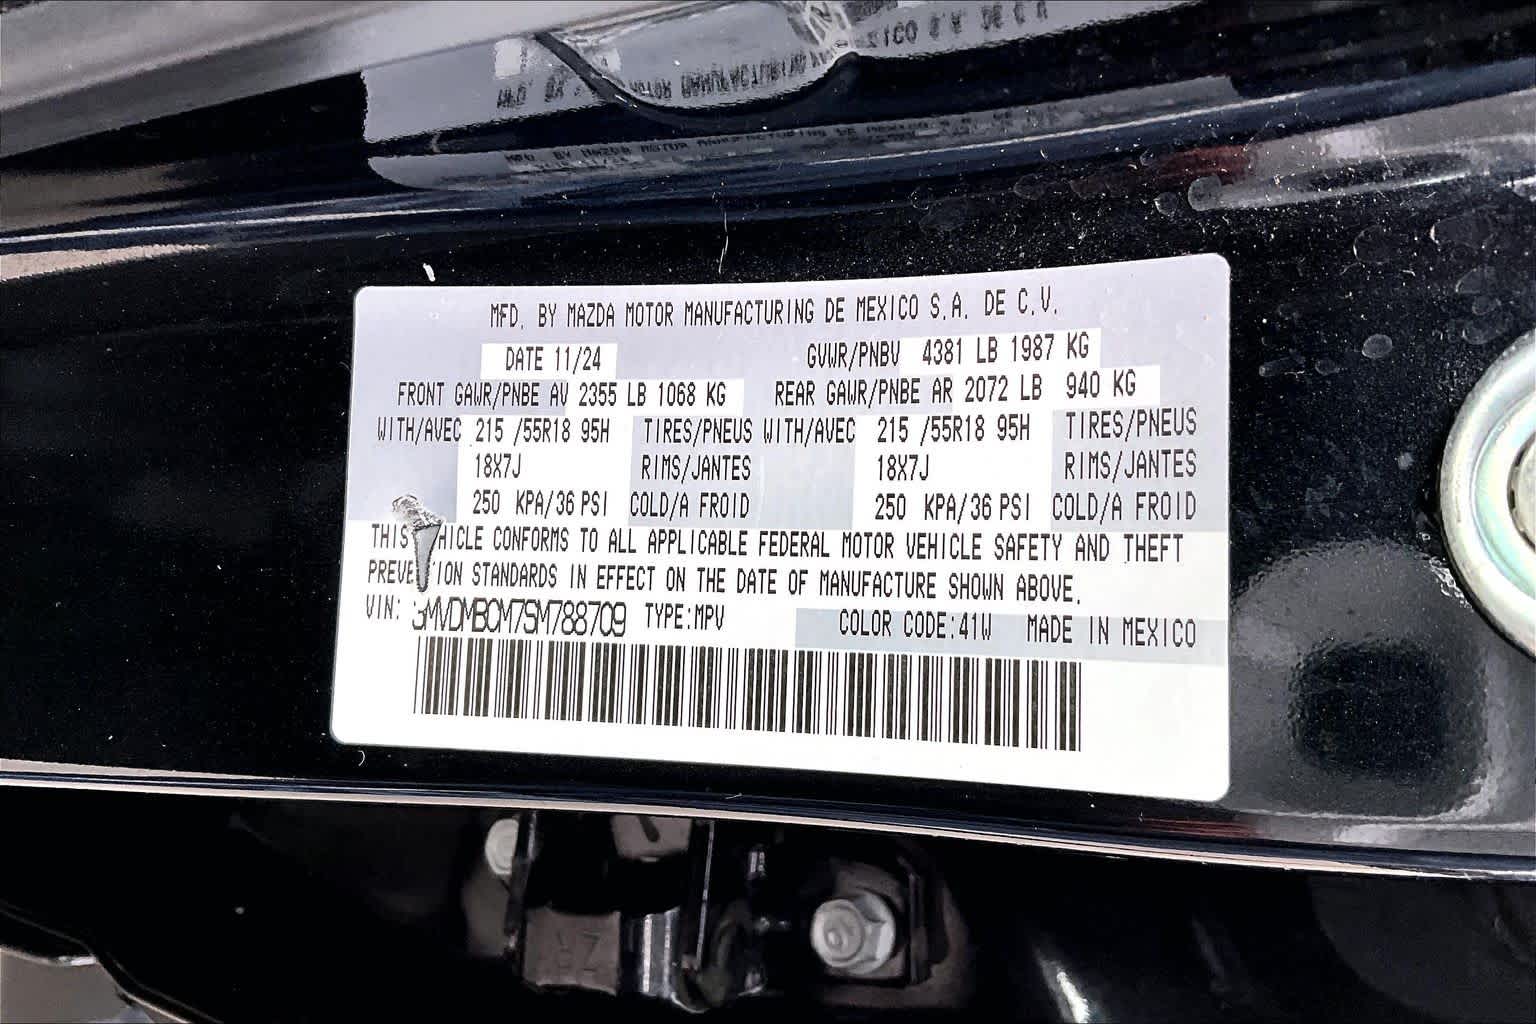 MFD. BY MAZDA MOTOR MANUFACTURING DE MEXICO S.A. DE C.V.
DATE 11/24 GVWR/PNBV 4381 LB 1987 KG
FRONT GAWR/PNBE AV 2355 LB 1068 KG REAR GAWR/PNBE AR 2072 LB 940 KG
WITH/AVEC 215 /55R18 95H TIRES/PNEUS WITH/AVEC 215 /55R18 95H TIRES/PNEUS
18X7J RIMS/JANTES 18X7J RIMS/JANTES
250 KPA/36 PSI COLD/A FROID 250 KPA/36 PSI COLD/A FROID
THIS VEHICLE CONFORMS TO ALL APPLICABLE FEDERAL MOTOR VEHICLE SAFETY AND THEFT
PREVENTION STANDARDS IN EFFECT ON THE DATE OF MANUFACTURE SHOWN ABOVE.
VIN: 3MVDMBCM7SM788709 TYPE:MPV COLOR CODE:41W MADE IN MEXICO